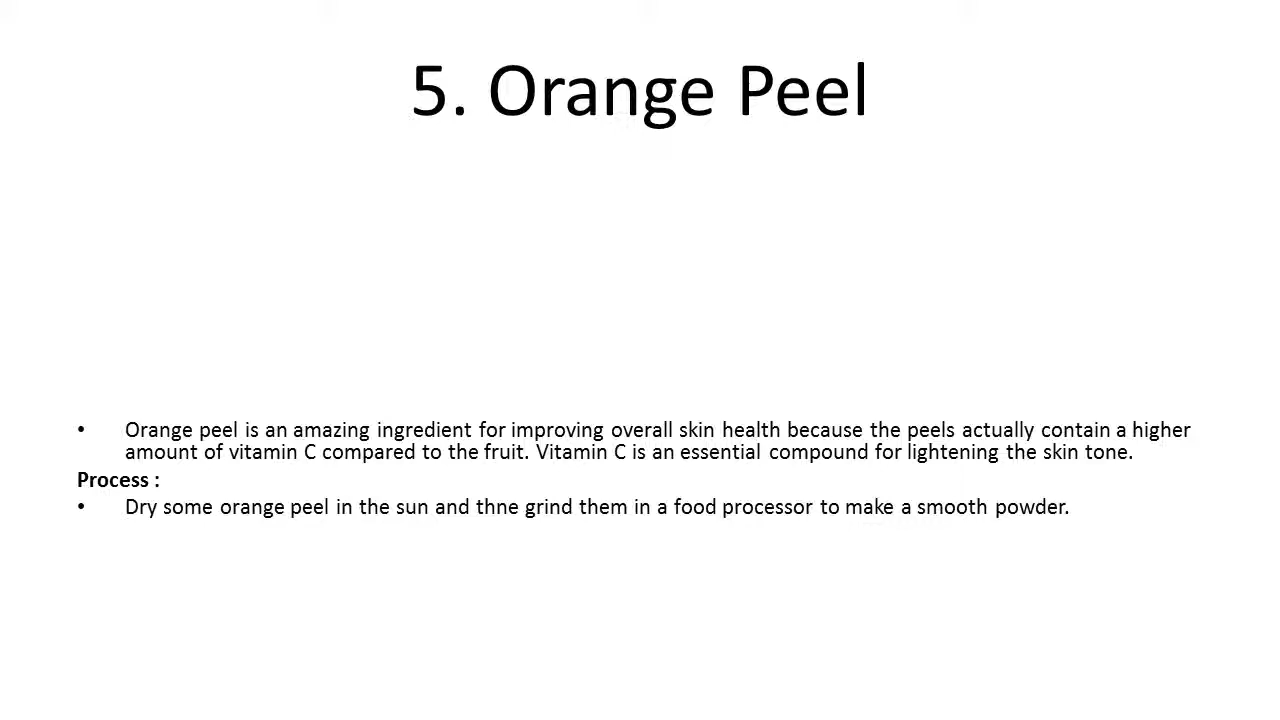 5. Orange Peel
• Orange peel is an amazing ingredient for improving overall skin health because the peels actually contain a higher
amount of vitamin C compared to the fruit. Vitamin C is an essential compound for lightening the skin tone.
Process :
• Dry some orange peel in the sun and thne grind them in a food processor to make a smooth powder.